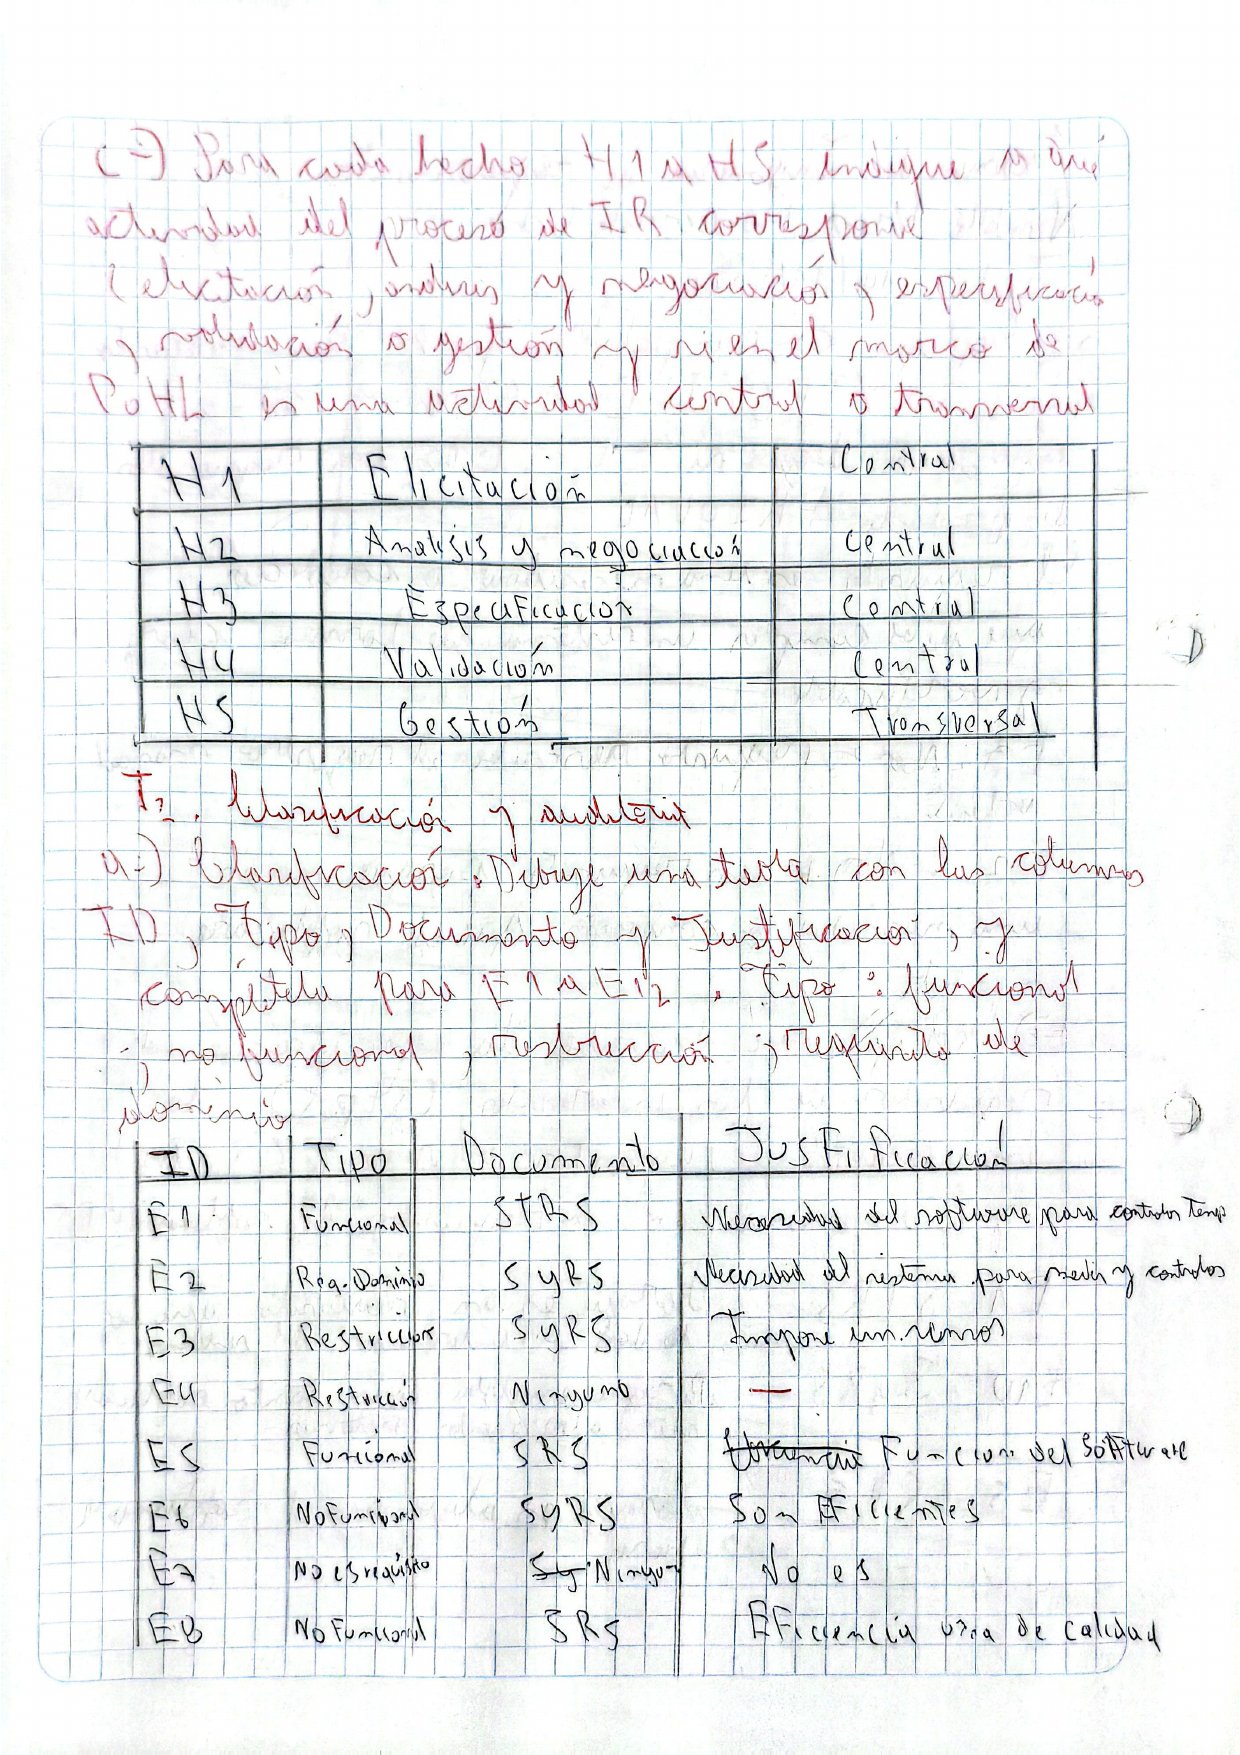 c-) Para cada hecho H1 a H5 indique a qué
actividad del proceso de IR corresponde
(elicitación, análisis y negociación, especificación
, validación o gestión y si en el marco de
PoHL es una actividad central o transversal
H1 Elicitación Central
H2 Analisis y negociación Central
H3 Especificación Central
H4 Validación Central
H5 Gestión Transversal
T2. Clasificación y auditoria
a-) Clasificación. Dibuje una tabla con las columnas
ID, Tipo, Documento y Justificación, y
complétela para E1 a E12. Tipo: funcional
; no funcional, restricción, requisito de
dominio
ID Tipo Documento Justificación
E1 Funcional STRS Necesidad del software para controlar Temp
E2 Req. Dominio SyRS Necesidad del sistema para medir y controlar
E3 Restriccion SyRS Impone un sensor
E4 Restricción Ninguno —
E5 Funcional SRS Funcion del Software
E6 No Funcional SyRS Son Eficientes
E7 No es requisito Ningun No es
E8 No Funcional SRS EFiciencia de calidad